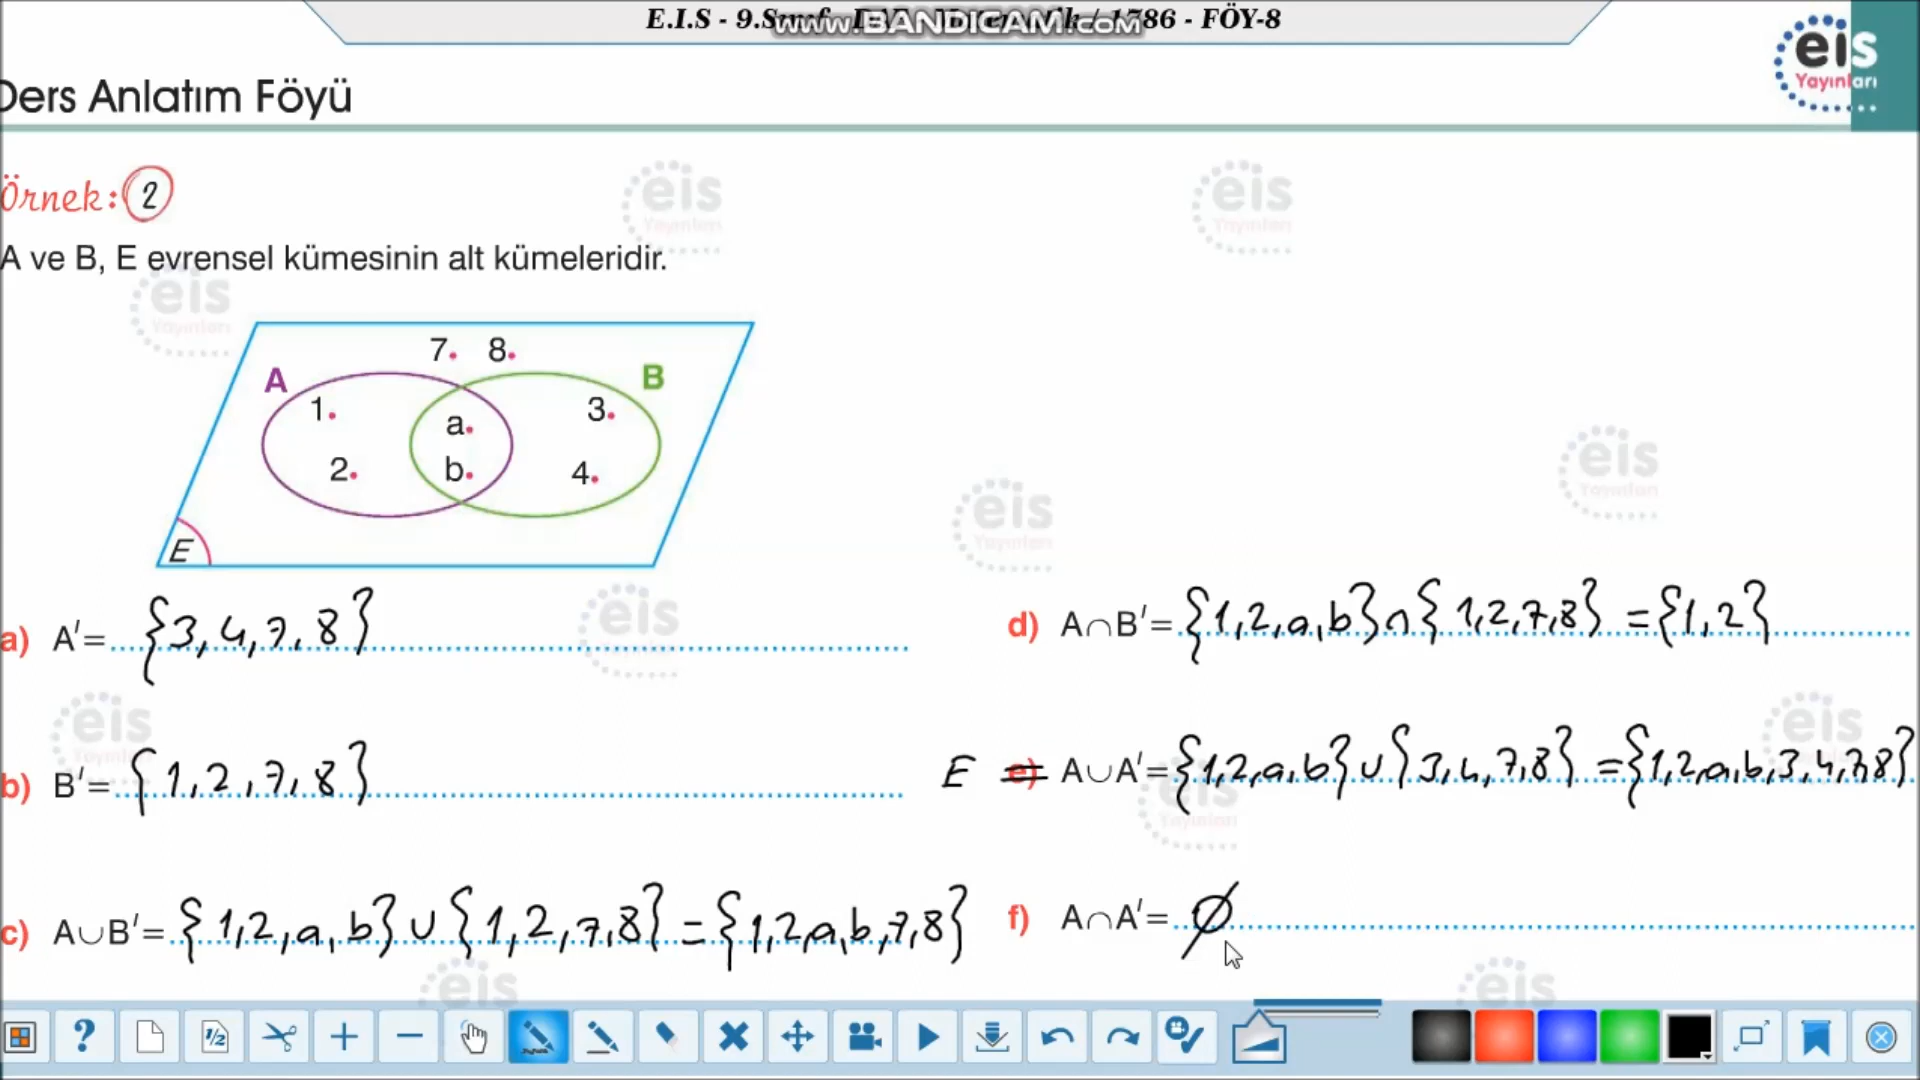 E.I.S - 9.Sınıf 1786 - FÖY-8
www.BANDICAM.com
eis
Yayınları
Ders Anlatım Föyü
Örnek: 2
A ve B, E evrensel kümesinin alt kümeleridir.
7. 8.
A B
1. a. 3.
2. b. 4.
E
a) A′= {3,4,7,8}
b) B′= {1,2,7,8}
c) A∪B′= {1,2,a,b} ∪ {1,2,7,8} = {1,2,a,b,7,8}
d) A∩B′= {1,2,a,b} ∩ {1,2,7,8} = {1,2}
E = e) A∪A′= {1,2,a,b} ∪ {3,4,7,8} = {1,2,a,b,3,4,7,8}
f) A∩A′= ∅
? 1/2